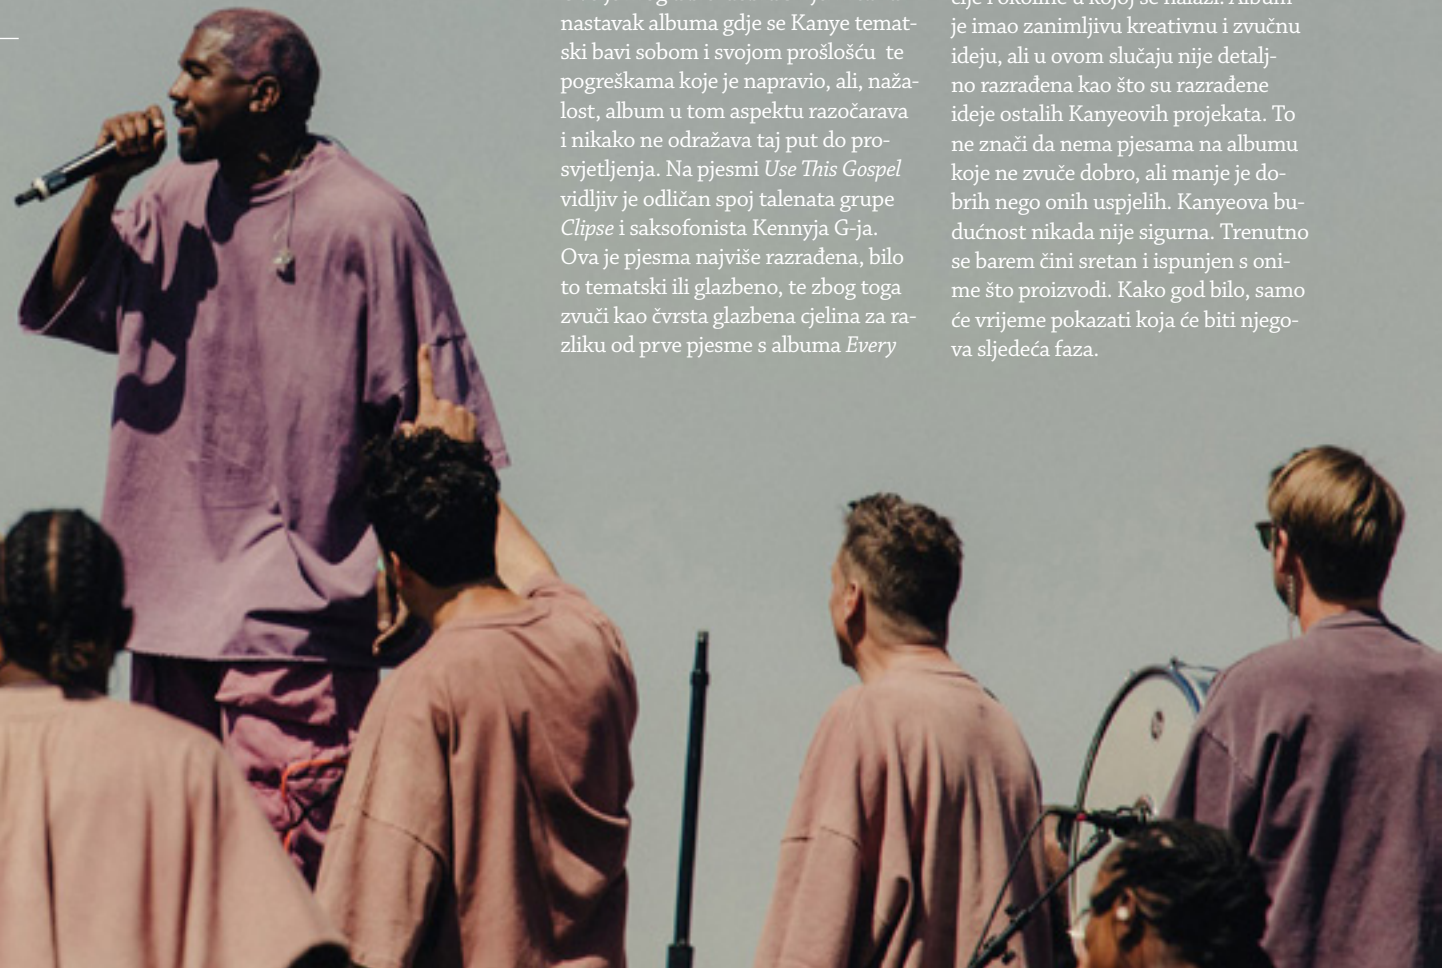 nastavak albuma gdje se Kanye temat-
ski bavi sobom i svojom prošlošću  te
pogreškama koje je napravio, ali, naža-
lost, album u tom aspektu razočarava
i nikako ne odražava taj put do pro-
svjetljenja. Na pjesmi Use This Gospel
vidljiv je odličan spoj talenata grupe
Clipse i saksofonista Kennyja G-ja.
Ova je pjesma najviše razrađena, bilo
to tematski ili glazbeno, te zbog toga
zvuči kao čvrsta glazbena cjelina za ra-
zliku od prve pjesme s albuma Every
je imao zanimljivu kreativnu i zvučnu
ideju, ali u ovom slučaju nije detalj-
no razrađena kao što su razrađene
ideje ostalih Kanyeovih projekata. To
ne znači da nema pjesama na albumu
koje ne zvuče dobro, ali manje je do-
brih nego onih uspjelih. Kanyeova bu-
dućnost nikada nije sigurna. Trenutno
se barem čini sretan i ispunjen s oni-
me što proizvodi. Kako god bilo, samo
će vrijeme pokazati koja će biti njego-
va sljedeća faza.